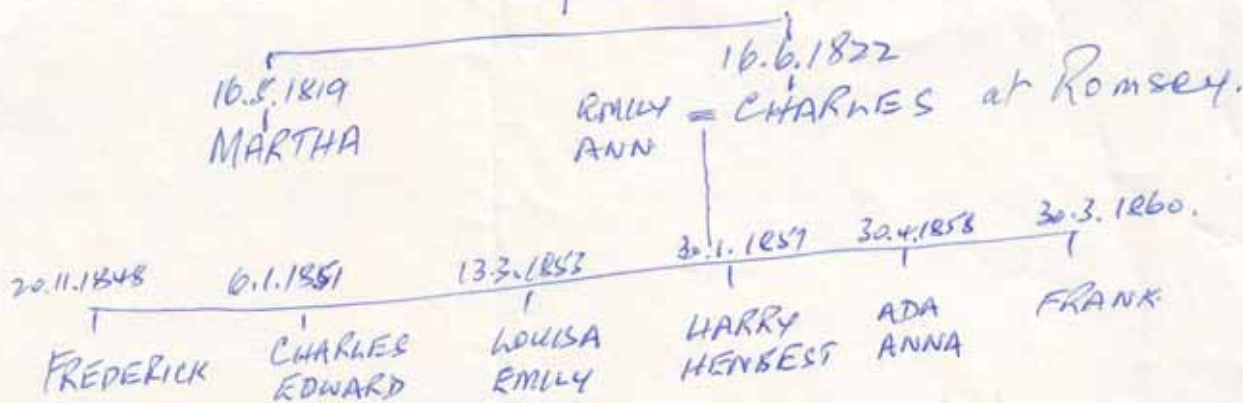 16.6.1822
16.8.1819
EMILY = CHARLES at Romsey.
MARTHA
ANN
20.11.1848 6.1.1851 13.3.1853 30.1.1857 30.4.1858 30.3.1860.
FREDERICK CHARLES LOUISA HARRY ADA FRANK
EDWARD EMILY HENBEST ANNA